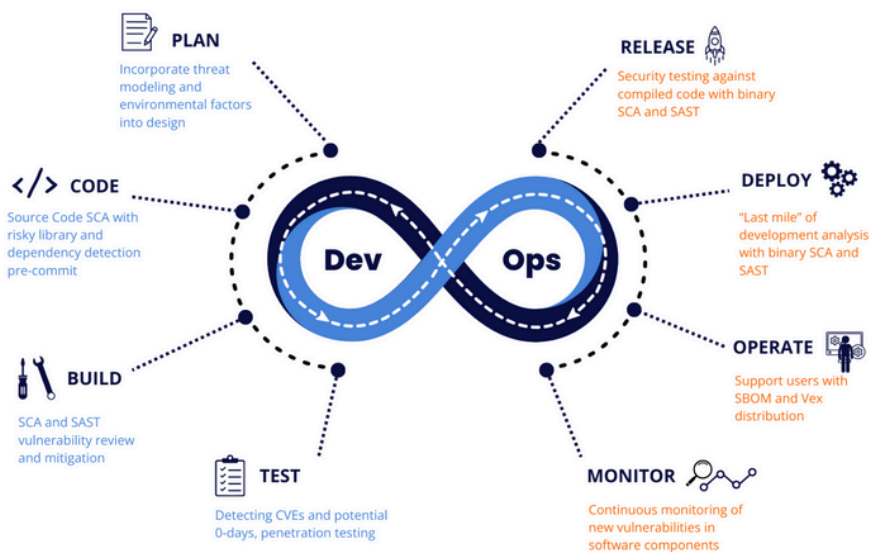 PLAN
Incorporate threat
modeling and
environmental factors
into design
</> CODE
Source Code SCA with
risky library and
dependency detection
pre-commit
BUILD
SCA and SAST
vulnerability review
and mitigation
TEST
Detecting CVEs and potential
0-days, penetration testing
Dev
Ops
RELEASE
Security testing against
compiled code with binary
SCA and SAST
DEPLOY
"Last mile" of
development analysis
with binary SCA and
SAST
OPERATE
Support users with
SBOM and Vex
distribution
MONITOR
Continuous monitoring of
new vulnerabilities in
software components